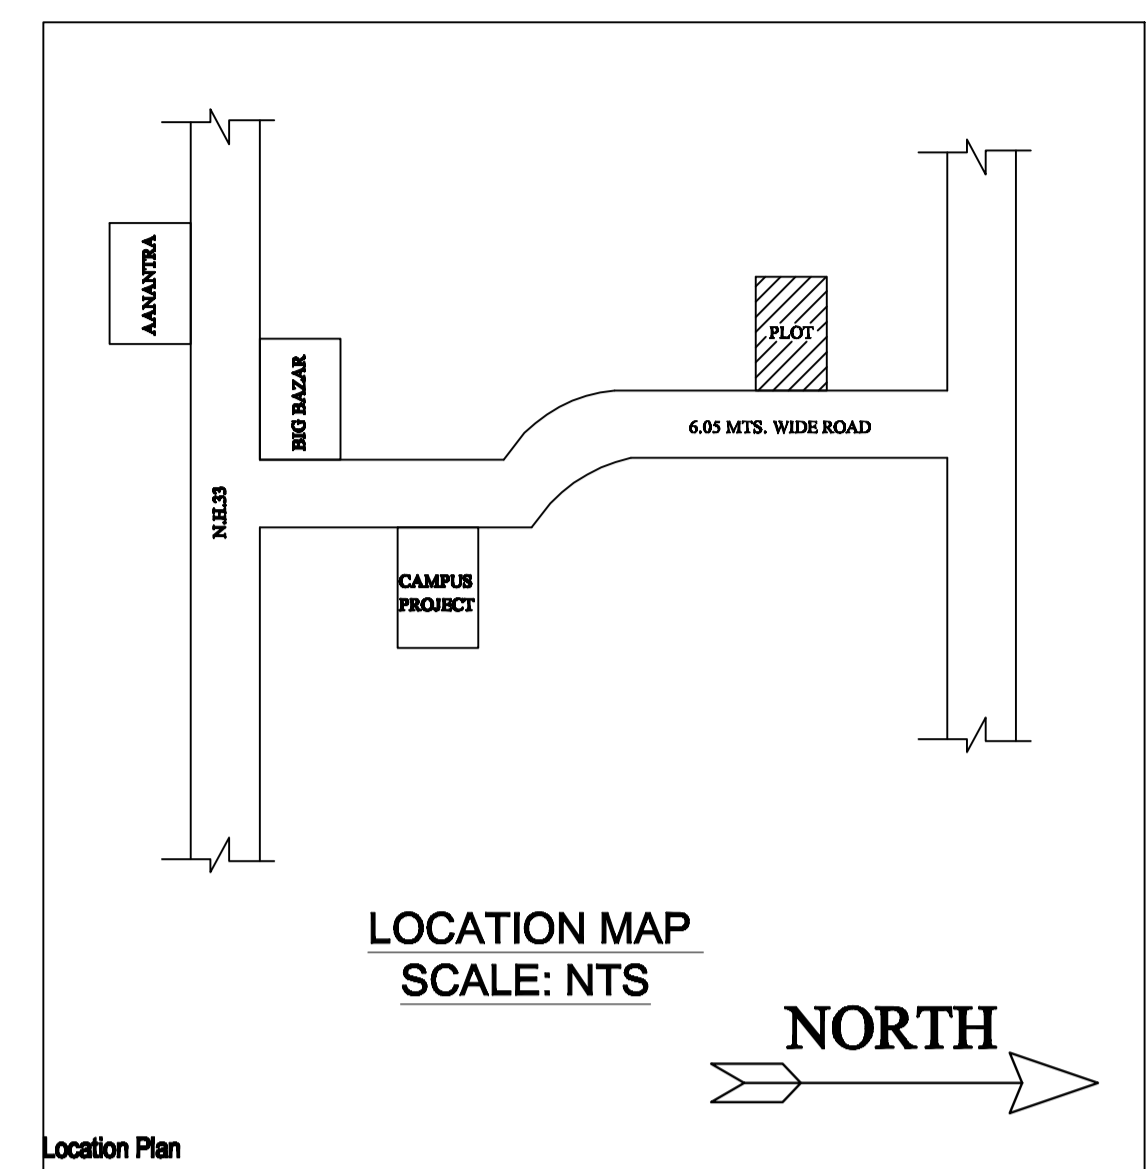 AANANTRA
PLOT
BIG BAZAR
6.05 MTS. WIDE ROAD
N.H.33
CAMPUS
PROJECT
LOCATION MAP
SCALE: NTS
NORTH
Location Plan